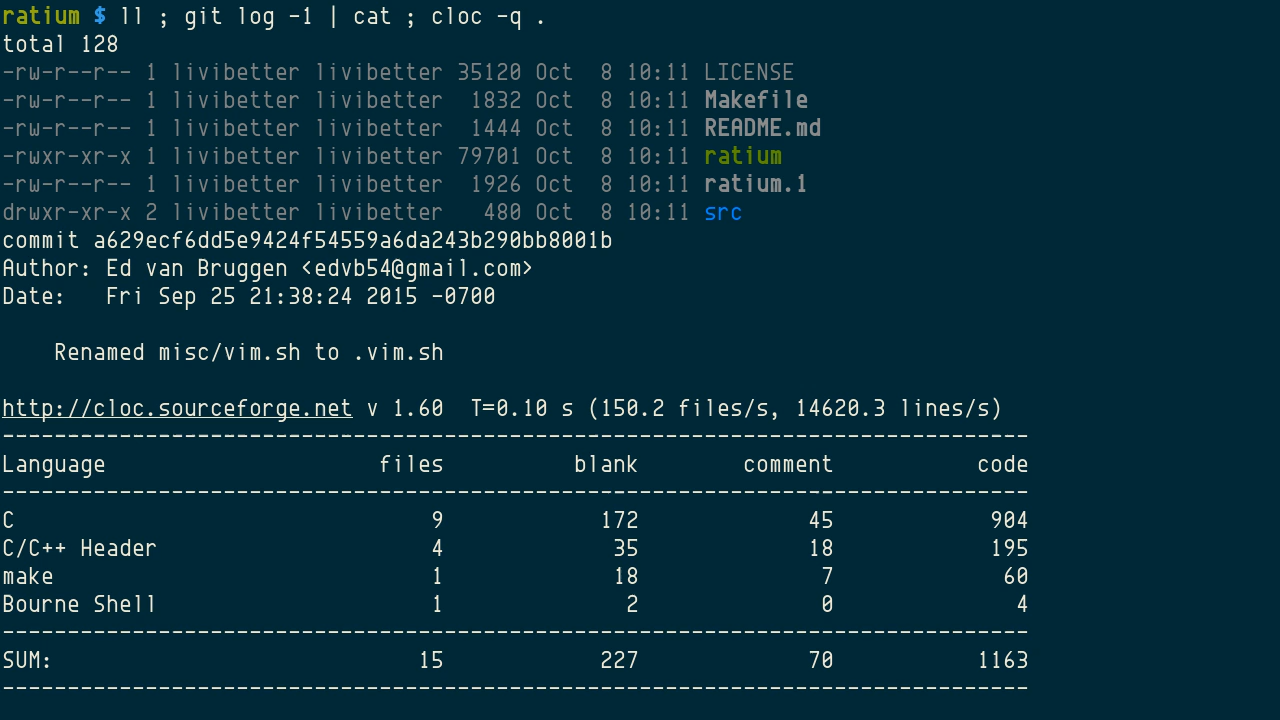 ratium $ ll ; git log -1 | cat ; cloc -q .
total 128
-rw-r--r-- 1 livibetter livibetter 35120 Oct  8 10:11 LICENSE
-rw-r--r-- 1 livibetter livibetter  1832 Oct  8 10:11 Makefile
-rw-r--r-- 1 livibetter livibetter  1444 Oct  8 10:11 README.md
-rwxr-xr-x 1 livibetter livibetter 79701 Oct  8 10:11 ratium
-rw-r--r-- 1 livibetter livibetter  1926 Oct  8 10:11 ratium.1
drwxr-xr-x 2 livibetter livibetter   480 Oct  8 10:11 src
commit a629ecf6dd5e9424f54559a6da243b290bb8001b
Author: Ed van Bruggen <edvb54@gmail.com>
Date:   Fri Sep 25 21:38:24 2015 -0700
    Renamed misc/vim.sh to .vim.sh
http://cloc.sourceforge.net v 1.60  T=0.10 s (150.2 files/s, 14620.3 lines/s)
-------------------------------------------------------------------------------
Language                     files          blank        comment           code
-------------------------------------------------------------------------------
C                                9            172             45            904
C/C++ Header                     4             35             18            195
make                             1             18              7             60
Bourne Shell                     1              2              0              4
-------------------------------------------------------------------------------
SUM:                            15            227             70           1163
-------------------------------------------------------------------------------